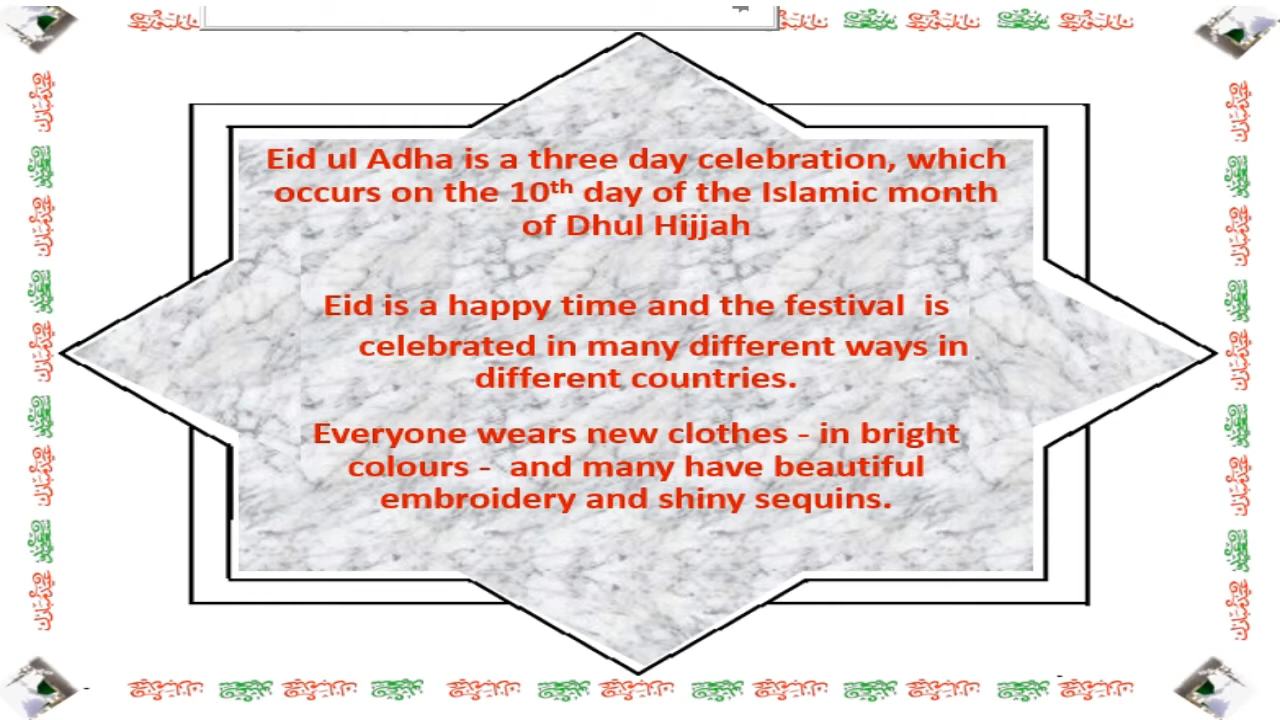 Eid ul Adha is a three day celebration, which
occurs on the 10th day of the Islamic month
of Dhul Hijjah
Eid is a happy time and the festival is
celebrated in many different ways in
different countries.
Everyone wears new clothes - in bright
colours - and many have beautiful
embroidery and shiny sequins.